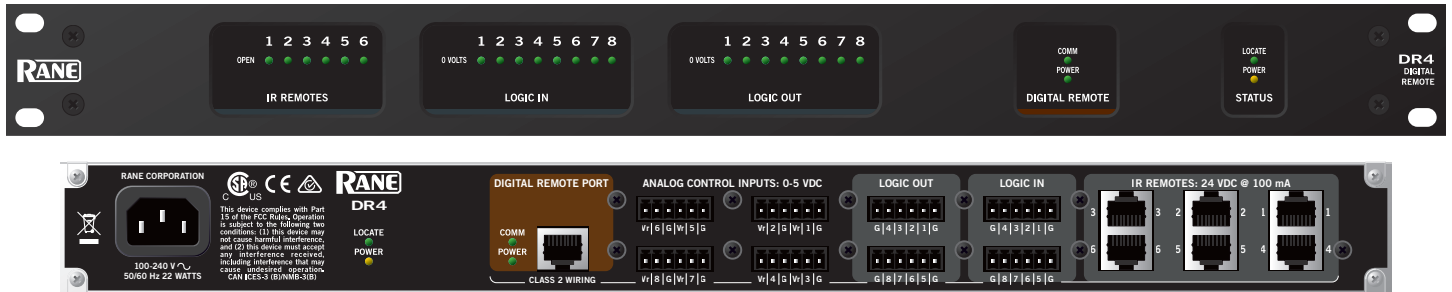 RANE
1 2 3 4 5 6
OPEN
IR REMOTES
1 2 3 4 5 6 7 8
0 VOLTS
LOGIC IN
1 2 3 4 5 6 7 8
0 VOLTS
LOGIC OUT
COMM
POWER
DIGITAL REMOTE
LOCATE
POWER
STATUS
DR4
DIGITAL
REMOTE
RANE CORPORATION
100-240 V
50/60 Hz 22 WATTS
C US ® CE
This device complies with Part
15 of the FCC Rules. Operation
is subject to the following two
conditions: (1) this device may
not cause harmful interference,
and (2) this device must accept
any interference received,
including interference that may
cause undesired operation.
CAN ICES-3 (B)/NMB-3(B)
RANE
DR4
LOCATE
POWER
DIGITAL REMOTE PORT
COMM
POWER
CLASS 2 WIRING
ANALOG CONTROL INPUTS: 0-5 VDC
Vr|6|G|Vr|5|G
Vr|2|G|Vr|1|G
Vr|8|G|Vr|7|G
Vr|4|G|Vr|3|G
LOGIC OUT
G|4|3|2|1|G
G|8|7|6|5|G
LOGIC IN
G|4|3|2|1|G
G|8|7|6|5|G
IR REMOTES: 24 VDC @ 100 mA
3 3 2 2 1 1
6 6 5 5 4 4